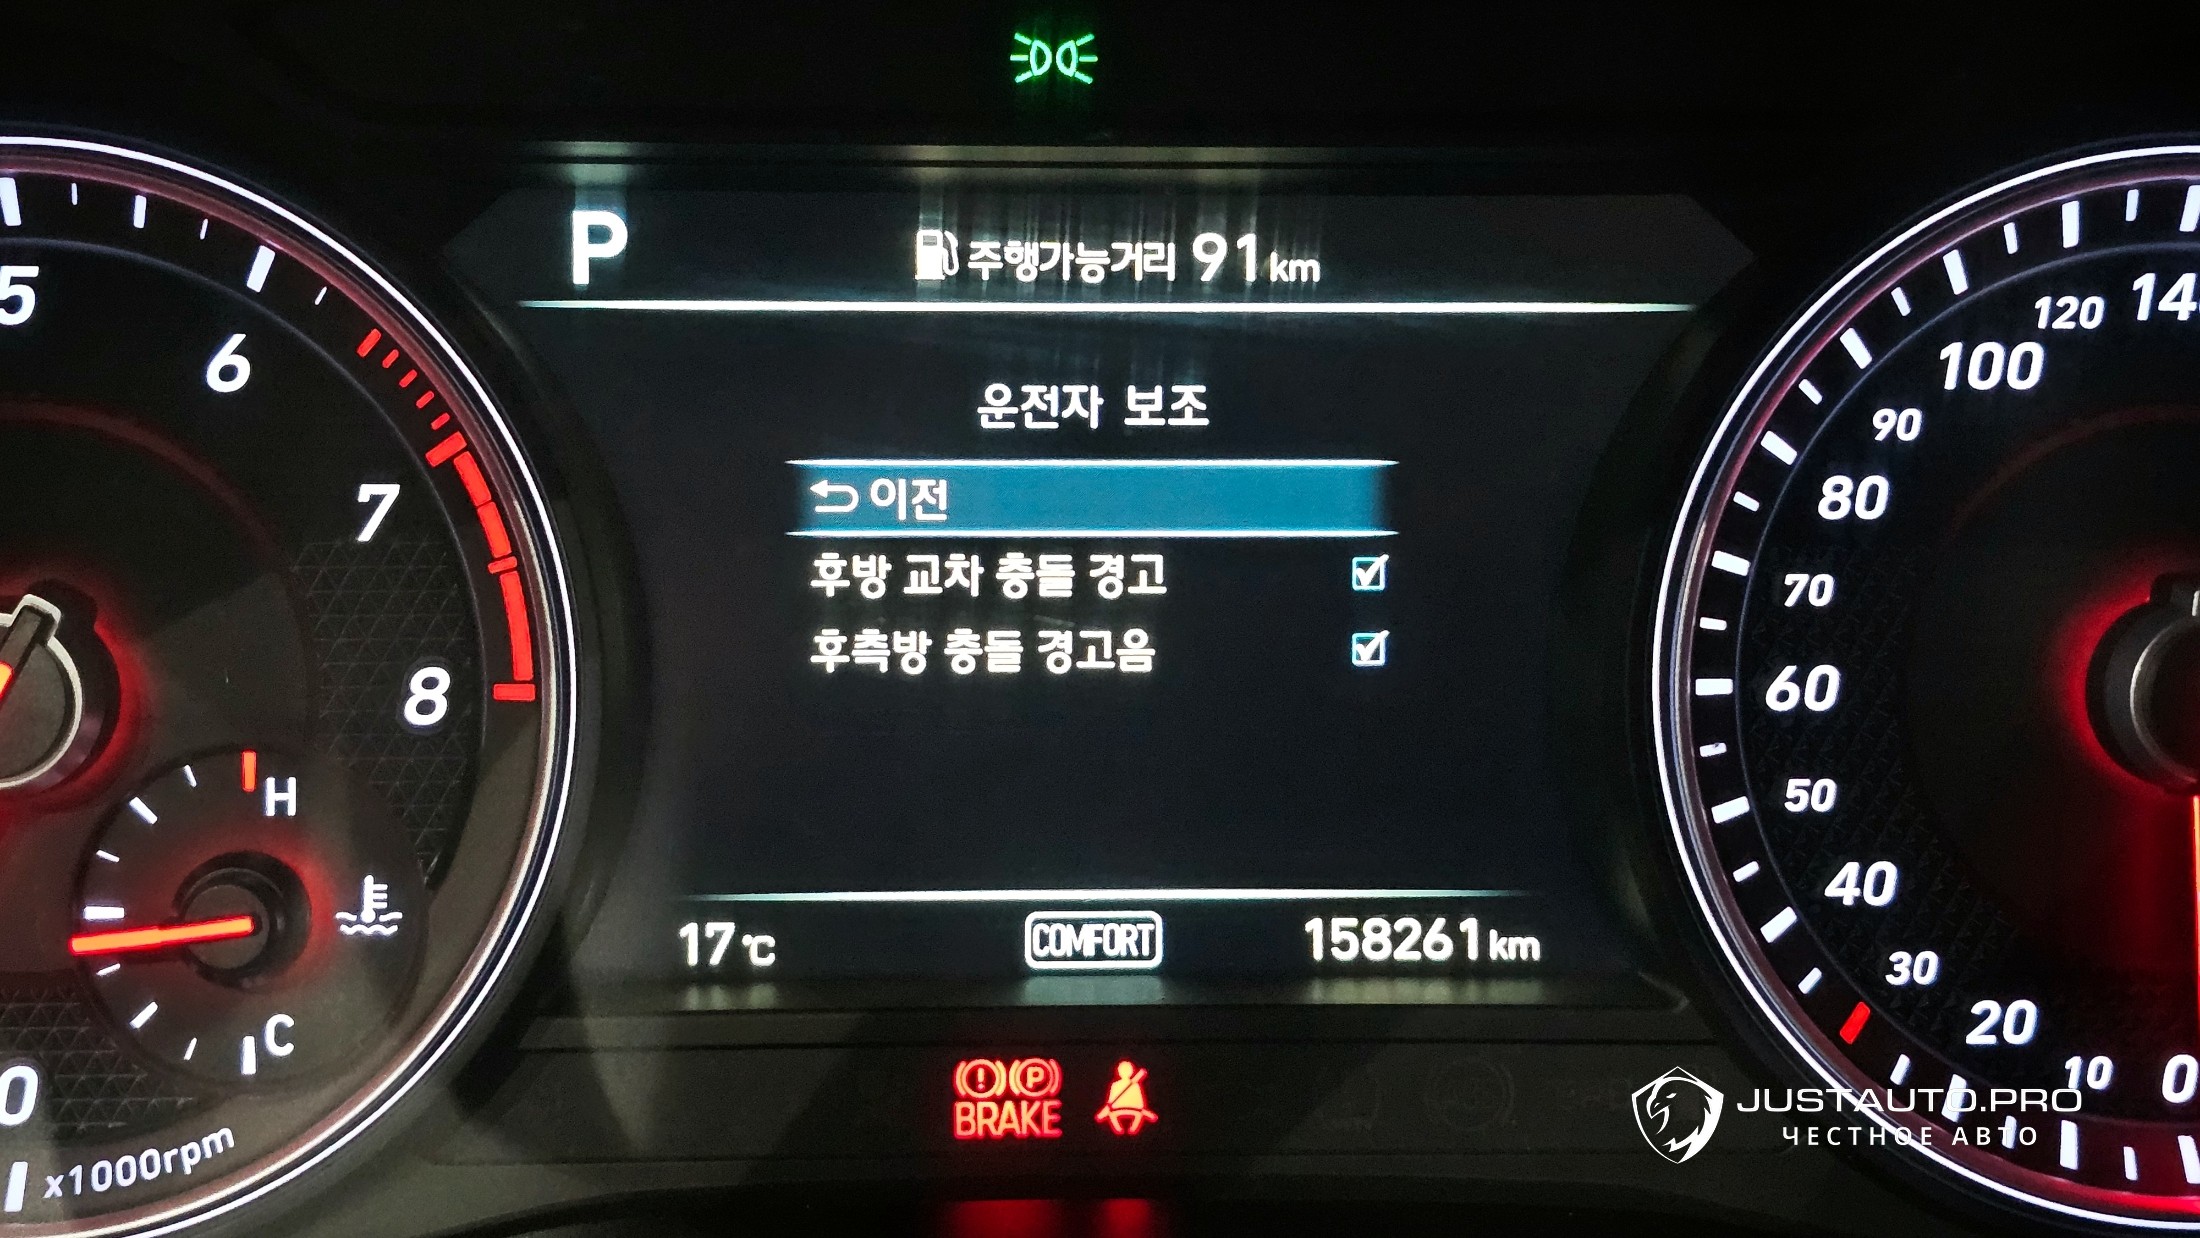 P
주행가능거리 91 km
운전자 보조
이전
후방 교차 충돌 경고
후측방 충돌 경고음
17℃
COMFORT
158261 km
BRAKE
5
6
7
8
H
C
0
x1000rpm
140
120
100
90
80
70
60
50
40
30
20
10
0
JUSTAUTO.PRO
ЧЕСТНОЕ АВТО